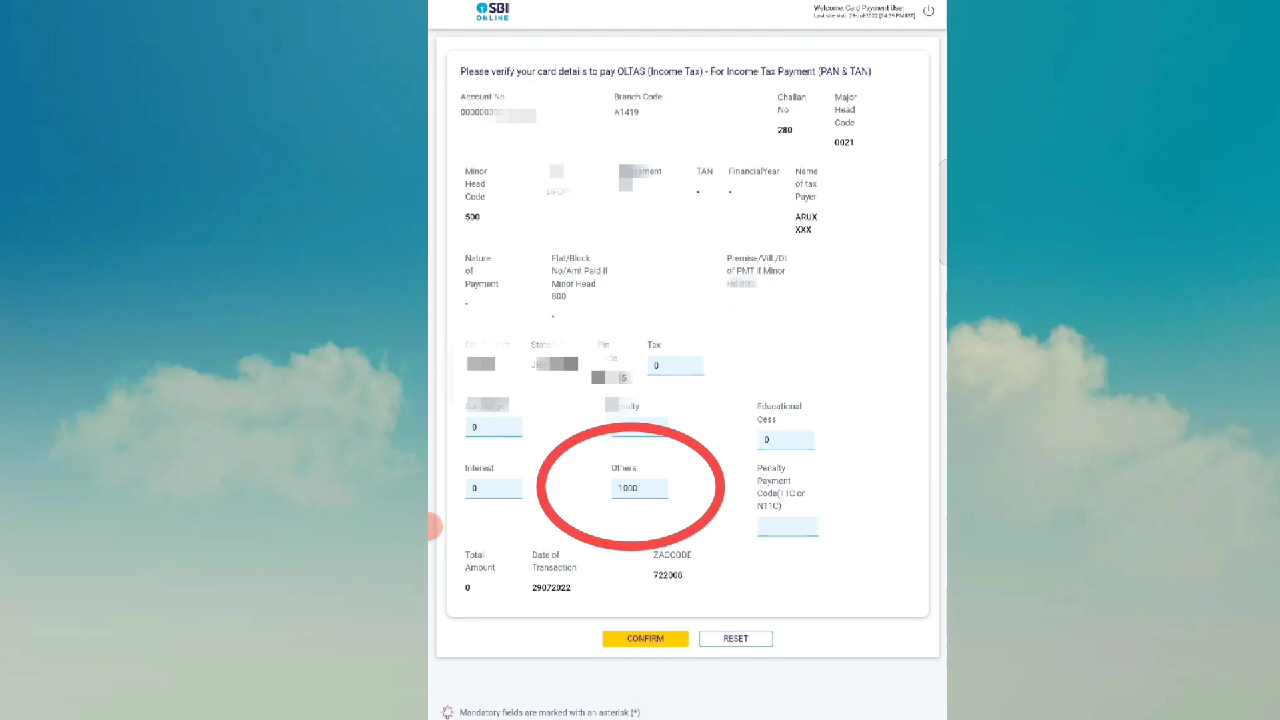 SBI
ONLINE
Welcome: Card Payment User
Please verify your card details to pay OLTAS (Income Tax) - For Income Tax Payment (PAN & TAN)
Account No
Branch Code
A1419
Challan
No
280
Major
Head
Code
0021
Minor
Head
Code
500
TAN
-
FinancialYear
-
Name
of tax
Payer
ARUX
XXX
Nature
of
Payment
-
Flat/Block
No/Amt Paid if
Minor Head
800
-
Premise/Vill./Dt
of PMT if Minor
Tax
0
0
Educational
Cess
0
Interest
0
Others
1000
Penalty
Payment
Code(11C or
N11C)
Total
Amount
0
Date of
Transaction
29072022
ZAOCODE
722008
CONFIRM
RESET
Mandatory fields are marked with an asterisk (*)